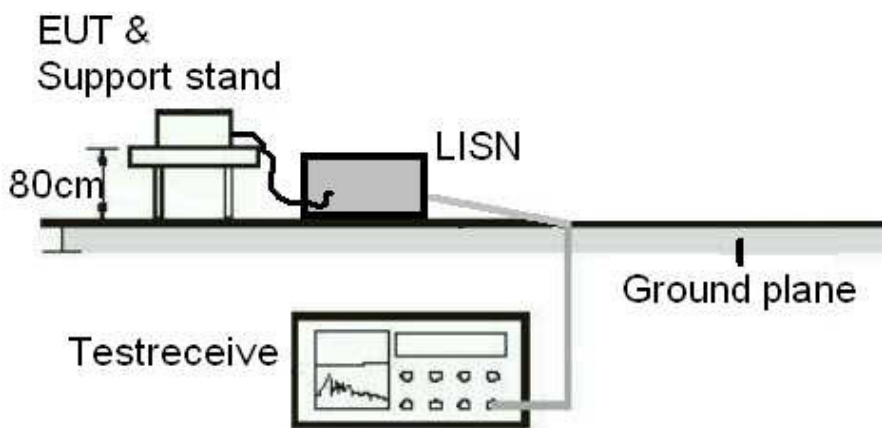 EUT &
Support stand
LISN
80cm
Ground plane
Testreceive